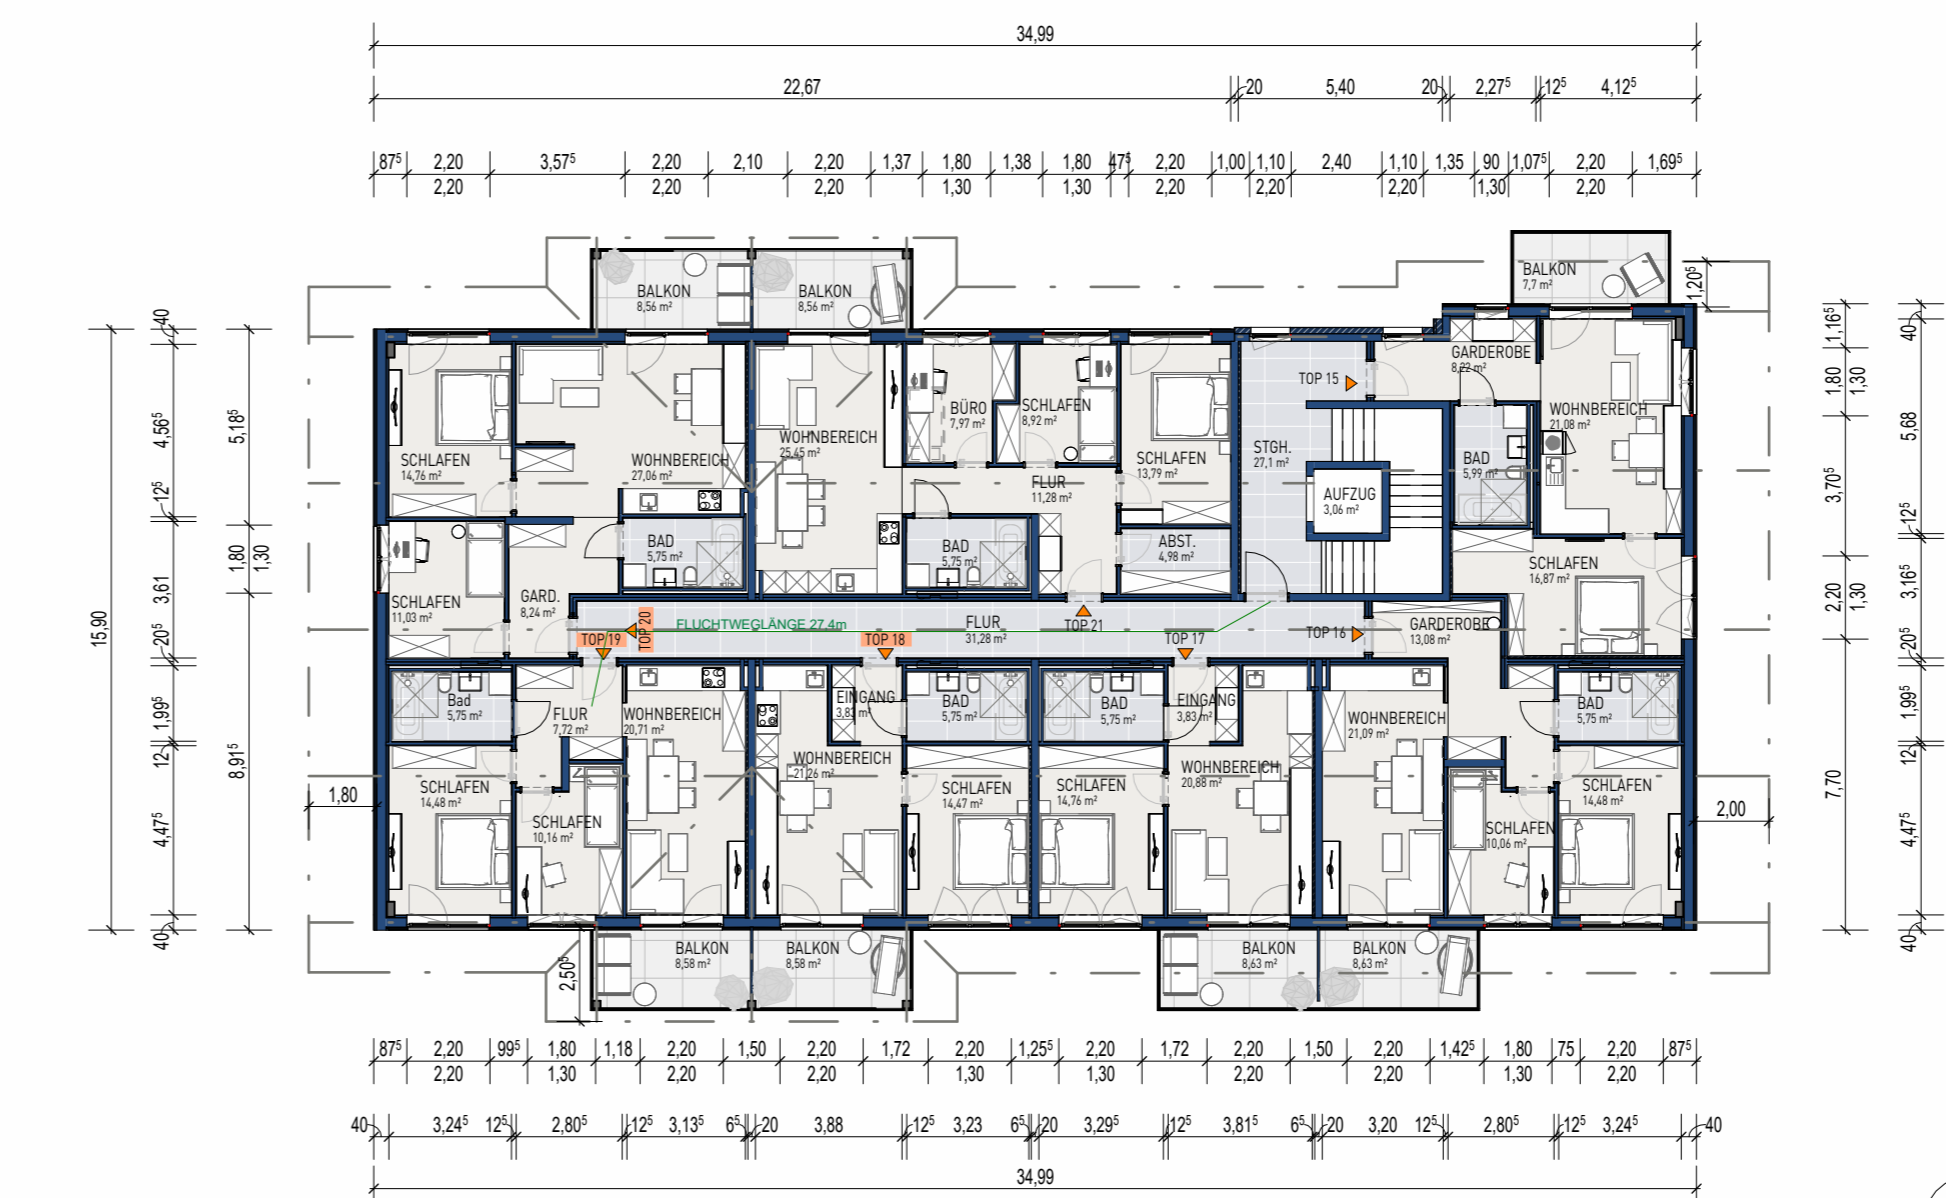 34,99
22,67 20 5,40 20 2,27⁵ 12⁵ 4,12⁵
87⁵ 2,20 3,57⁵ 2,20 2,10 2,20 1,37 1,80 1,38 1,80 47⁵ 2,20 1,00 1,10 2,40 1,10 1,35 90 1,07⁵ 2,20 1,69⁵
2,20 2,20 2,20 1,30 1,30 2,20 2,20 2,20 1,30 2,20
BALKON
8,56 m²
BALKON
8,56 m²
BALKON
7,7 m²
1,20⁵
15,90
40
4,56⁵
12⁵
3,61
20⁵
1,99⁵
12⁵
4,47⁵
40
5,18⁵
1,80
1,30
8,91⁵
SCHLAFEN
14,76 m²
WOHNBEREICH
27,06 m²
WOHNBEREICH
25,45 m²
BÜRO
7,97 m²
SCHLAFEN
8,92 m²
SCHLAFEN
13,79 m²
FLUR
11,28 m²
STGH.
27,1 m²
TOP 15
AUFZUG
3,06 m²
GARDEROBE
8,22 m²
WOHNBEREICH
21,08 m²
BAD
5,99 m²
SCHLAFEN
11,03 m²
GARD.
8,24 m²
BAD
5,75 m²
BAD
5,75 m²
ABST.
4,98 m²
SCHLAFEN
16,87 m²
TOP 19
TOP 20
FLUCHTWEGLÄNGE 27,4m
TOP 18
FLUR
31,28 m²
TOP 21
TOP 17
TOP 16
GARDEROBE
13,08 m²
Bad
5,75 m²
FLUR
7,72 m²
WOHNBEREICH
20,71 m²
EINGANG
3,83 m²
BAD
5,75 m²
BAD
5,75 m²
EINGANG
3,83 m²
WOHNBEREICH
21,09 m²
BAD
5,75 m²
SCHLAFEN
14,48 m²
SCHLAFEN
10,16 m²
WOHNBEREICH
21,26 m²
SCHLAFEN
14,47 m²
SCHLAFEN
14,76 m²
WOHNBEREICH
20,88 m²
SCHLAFEN
10,06 m²
SCHLAFEN
14,48 m²
1,80
2,00
1,16⁵
1,80
1,30
3,70⁵
2,20
1,30
7,70
40
5,68
12⁵
3,16⁵
20⁵
1,99⁵
12
4,47⁵
40
BALKON
8,58 m²
BALKON
8,58 m²
BALKON
8,63 m²
BALKON
8,63 m²
2,50⁵
87⁵ 2,20 99⁵ 1,80 1,18 2,20 1,50 2,20 1,72 2,20 1,25⁵ 2,20 1,72 2,20 1,50 2,20 1,42⁵ 1,80 75 2,20 87⁵
2,20 1,30 2,20 2,20 1,30 1,30 2,20 2,20 1,30 2,20
40 3,24⁵ 12⁵ 2,80⁵ 12⁵ 3,13⁵ 6⁵ 20 3,88 12⁵ 3,23 6⁵ 20 3,29⁵ 12⁵ 3,81⁵ 6⁵ 20 3,20 12⁵ 2,80⁵ 12⁵ 3,24⁵ 40
34,99